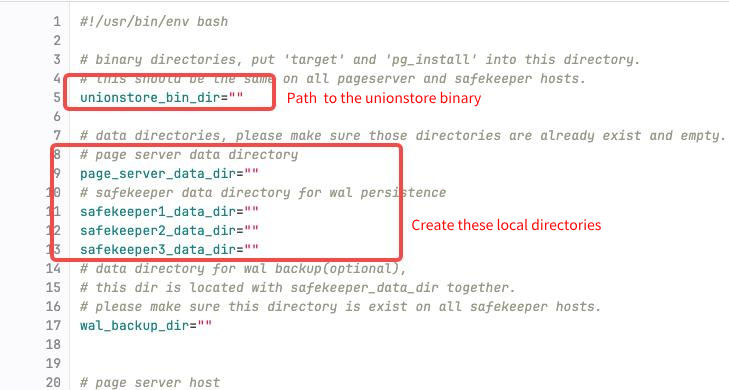 1 #!/usr/bin/env bash
2
3 # binary directories, put 'target' and 'pg_install' into this directory.
4 # this should be the same on all pageserver and safekeeper hosts.
5 unionstore_bin_dir="" Path to the unionstore binary
6
7 # data directories, please make sure those directories are already exist and empty.
8 # page server data directory
9 page_server_data_dir=""
10 # safekeeper data directory for wal persistence
11 safekeeper1_data_dir=""
Create these local directories
12 safekeeper2_data_dir=""
13 safekeeper3_data_dir=""
14 # data directory for wal backup(optional),
15 # this dir is located with safekeeper_data_dir together.
16 # please make sure this directory is exist on all safekeeper hosts.
17 wal_backup_dir=""
18
19
20 # page server host